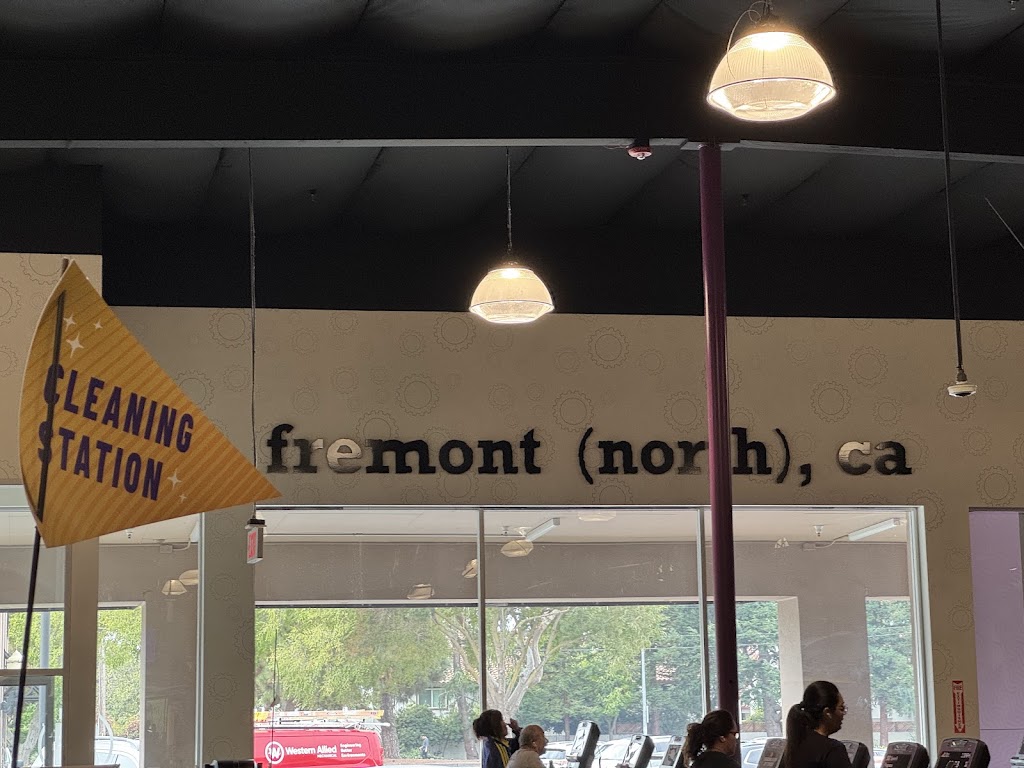 CLEANING
STATION
fremont (north), ca
Western Allied